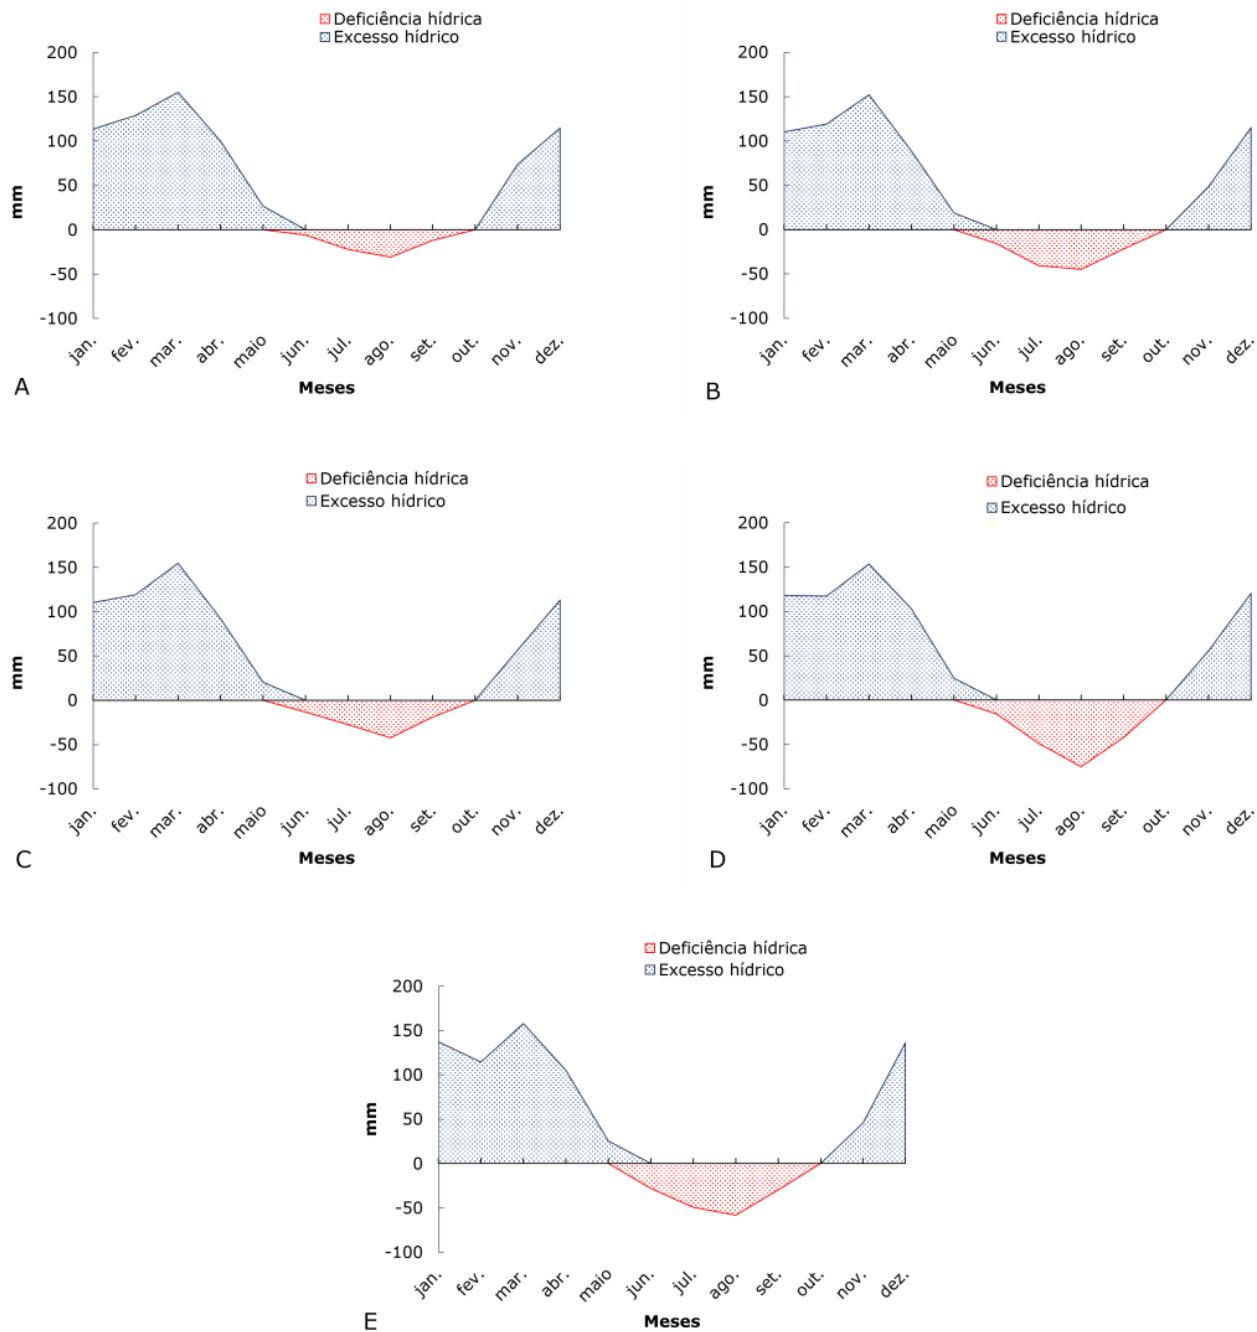 Deficiência hídrica
Excesso hídrico
200
150
100
50
0
-50
-100
mm
jan. fev. mar. abr. maio jun. jul. ago. set. out. nov. dez.
Meses
A
Deficiência hídrica
Excesso hídrico
200
150
100
50
0
-50
-100
mm
jan. fev. mar. abr. maio jun. jul. ago. set. out. nov. dez.
Meses
B
Deficiência hídrica
Excesso hídrico
200
150
100
50
0
-50
-100
mm
jan. fev. mar. abr. maio jun. jul. ago. set. out. nov. dez.
Meses
C
Deficiência hídrica
Excesso hídrico
200
150
100
50
0
-50
-100
mm
jan. fev. mar. abr. maio jun. jul. ago. set. out. nov. dez.
Meses
D
Deficiência hídrica
Excesso hídrico
200
150
100
50
0
-50
-100
mm
jan. fev. mar. abr. maio jun. jul. ago. set. out. nov. dez.
Meses
E